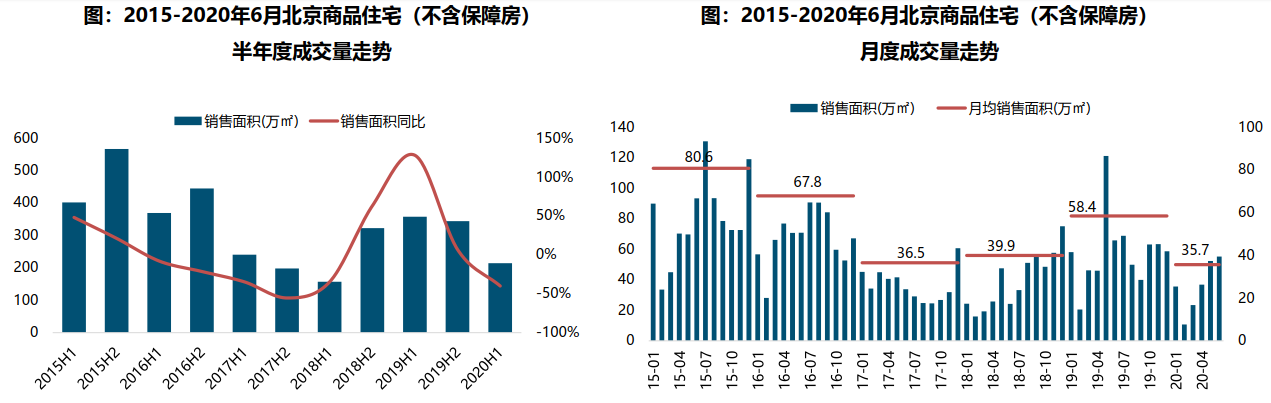 图：2015-2020年6月北京商品住宅（不含保障房）
半年度成交量走势
销售面积(万㎡)
销售面积同比
600
500
400
300
200
100
0
150%
100%
50%
0%
-50%
-100%
2015H1
2015H2
2016H1
2016H2
2017H1
2017H2
2018H1
2018H2
2019H1
2019H2
2020H1
图：2015-2020年6月北京商品住宅（不含保障房）
月度成交量走势
销售面积(万㎡)
月均销售面积(万㎡)
140
120
100
80
60
40
20
0
100
80
60
40
20
0
80.6
67.8
36.5
39.9
58.4
35.7
15-01
15-04
15-07
15-10
16-01
16-04
16-07
16-10
17-01
17-04
17-07
17-10
18-01
18-04
18-07
18-10
19-01
19-04
19-07
19-10
20-01
20-04